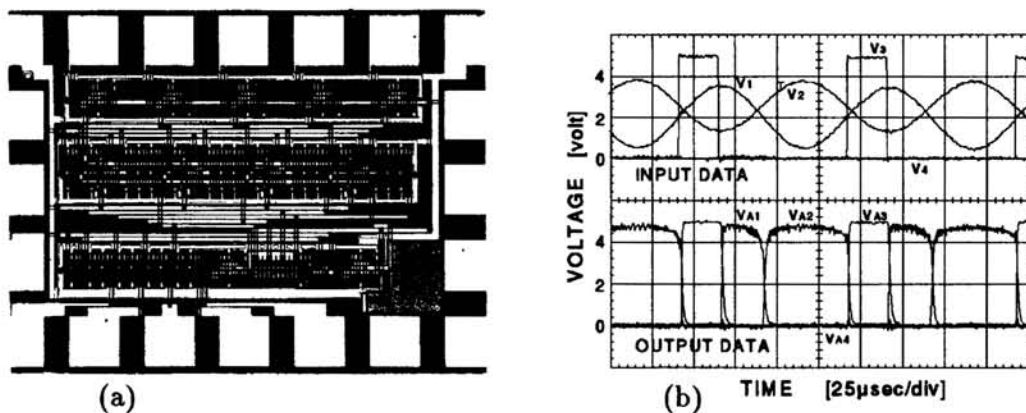 V3
4
V1
V2
2
0
V4
INPUT DATA
VOLTAGE [volt]
VA1 VA2 VA3
4
2
0
VA4
OUTPUT DATA
(a)
(b) TIME [25μsec/div]